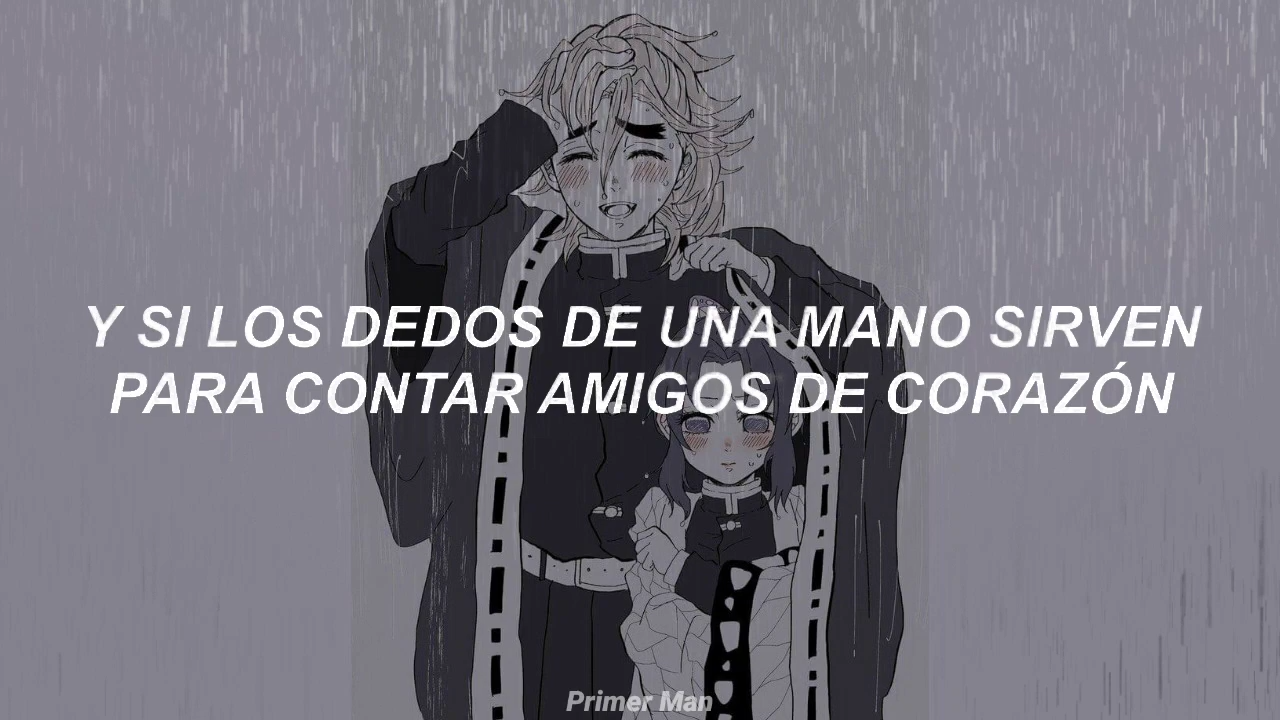 Y SI LOS DEDOS DE UNA MANO SIRVEN
PARA CONTAR AMIGOS DE CORAZÓN
Primer Man